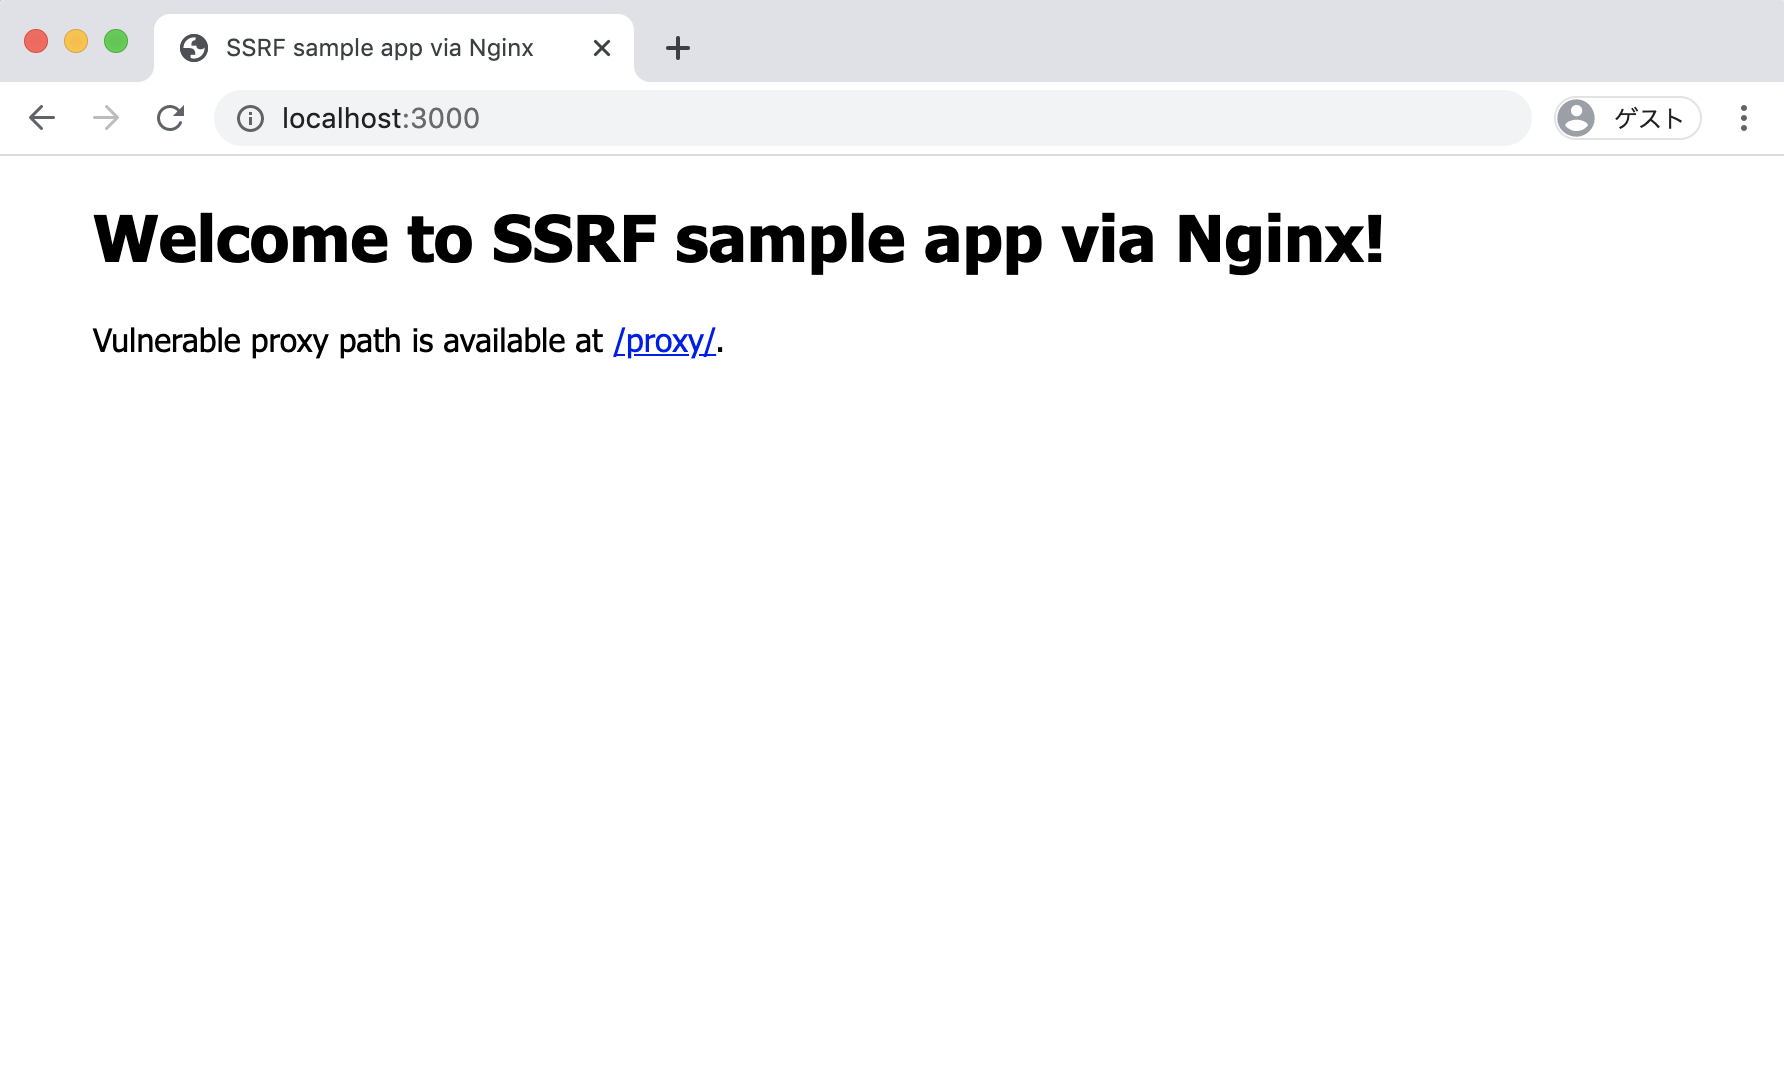 SSRF sample app via Nginx
localhost:3000
ゲスト
Welcome to SSRF sample app via Nginx!
Vulnerable proxy path is available at /proxy/.